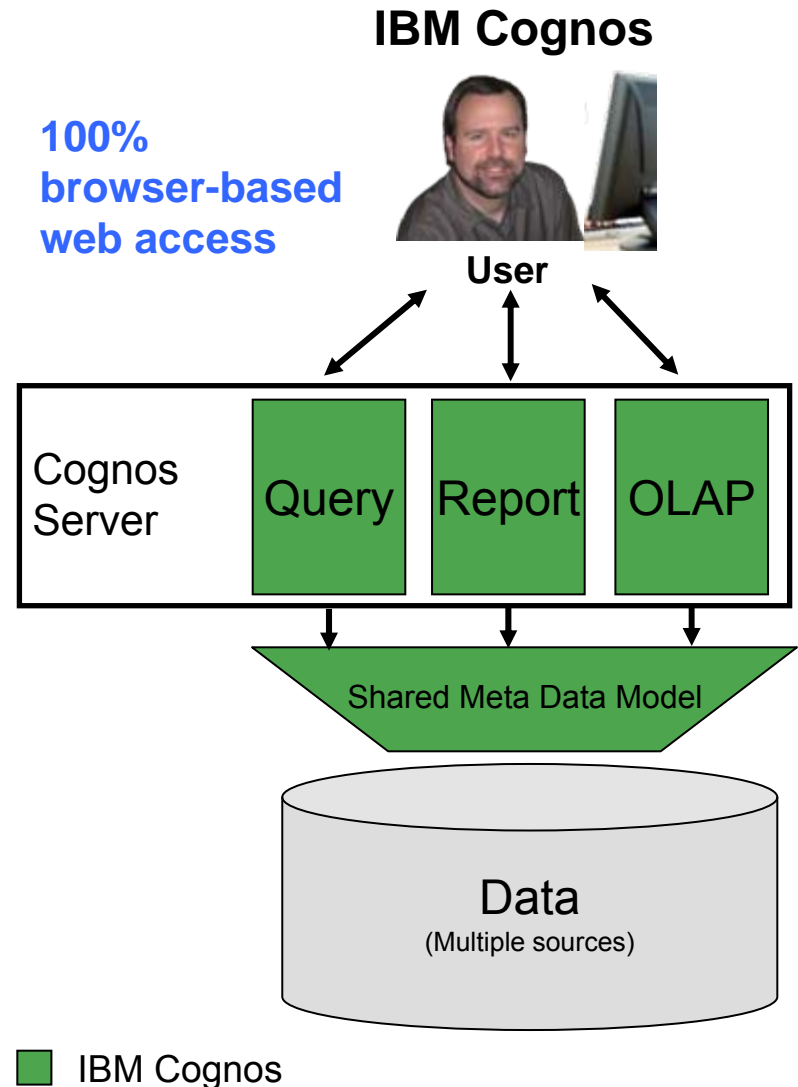 IBM Cognos
100%
browser-based
web access
User
Cognos
Server
Query
Report
OLAP
Shared Meta Data Model
Data
(Multiple sources)
IBM Cognos